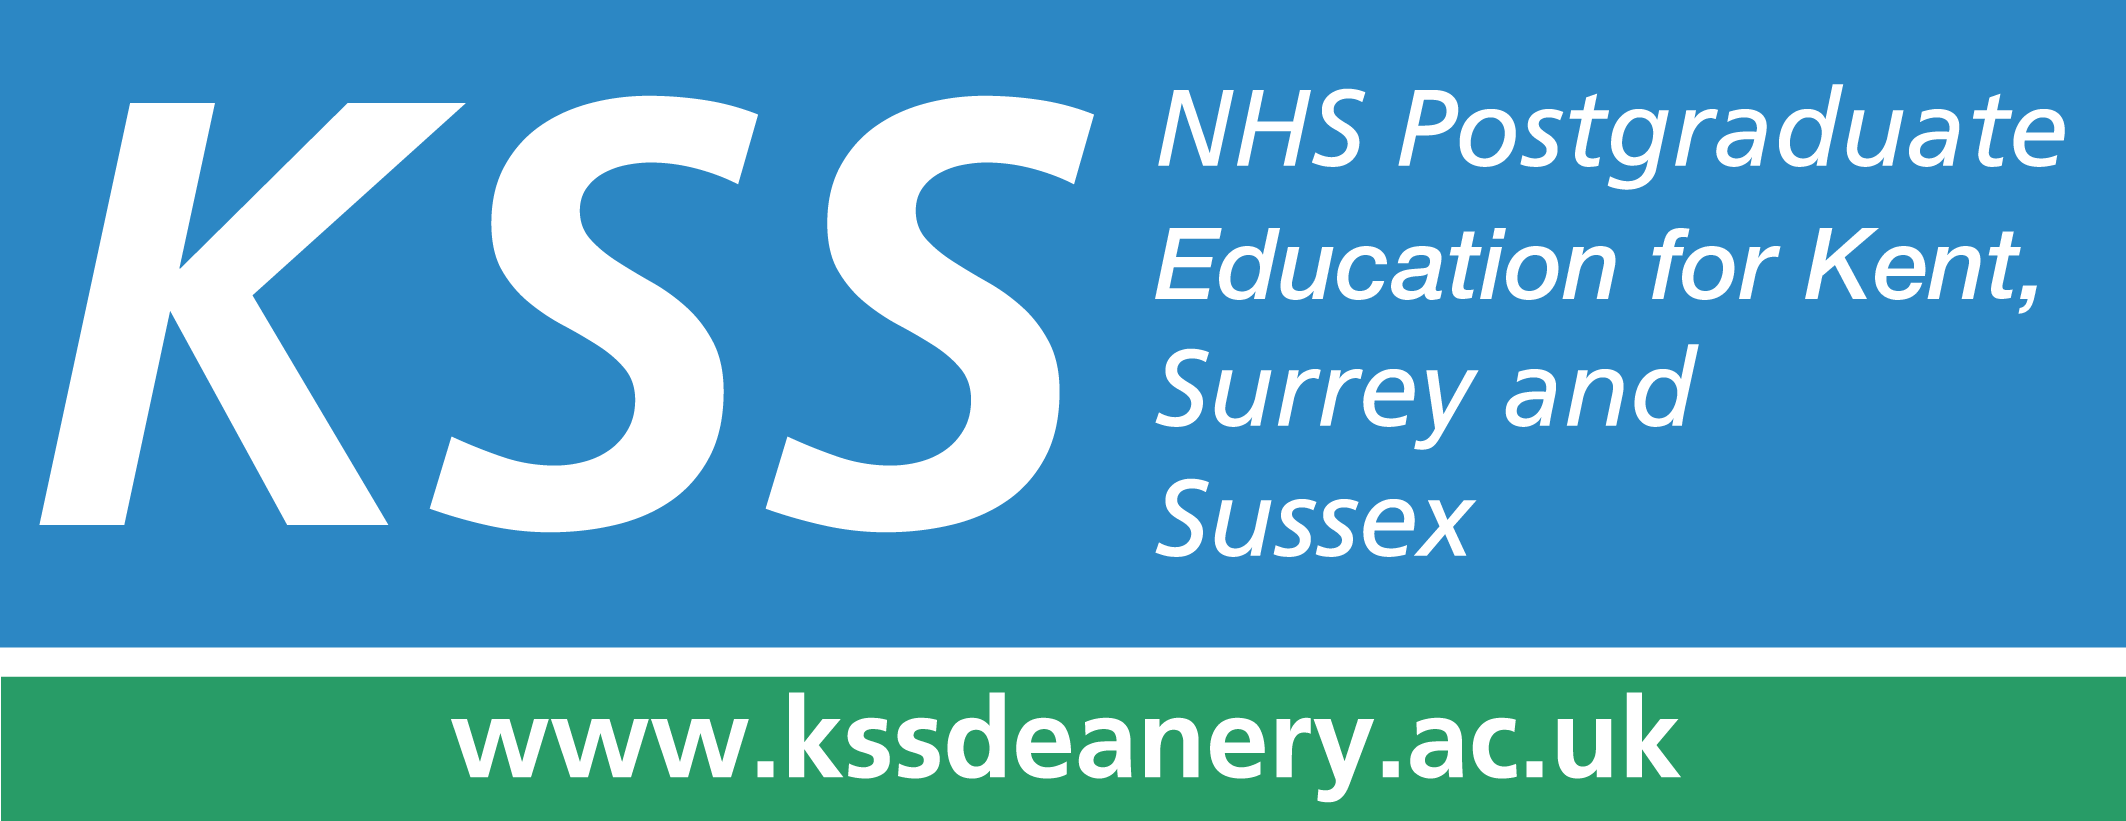 KSS
NHS Postgraduate
Education for Kent,
Surrey and
Sussex
www.kssdeanery.ac.uk